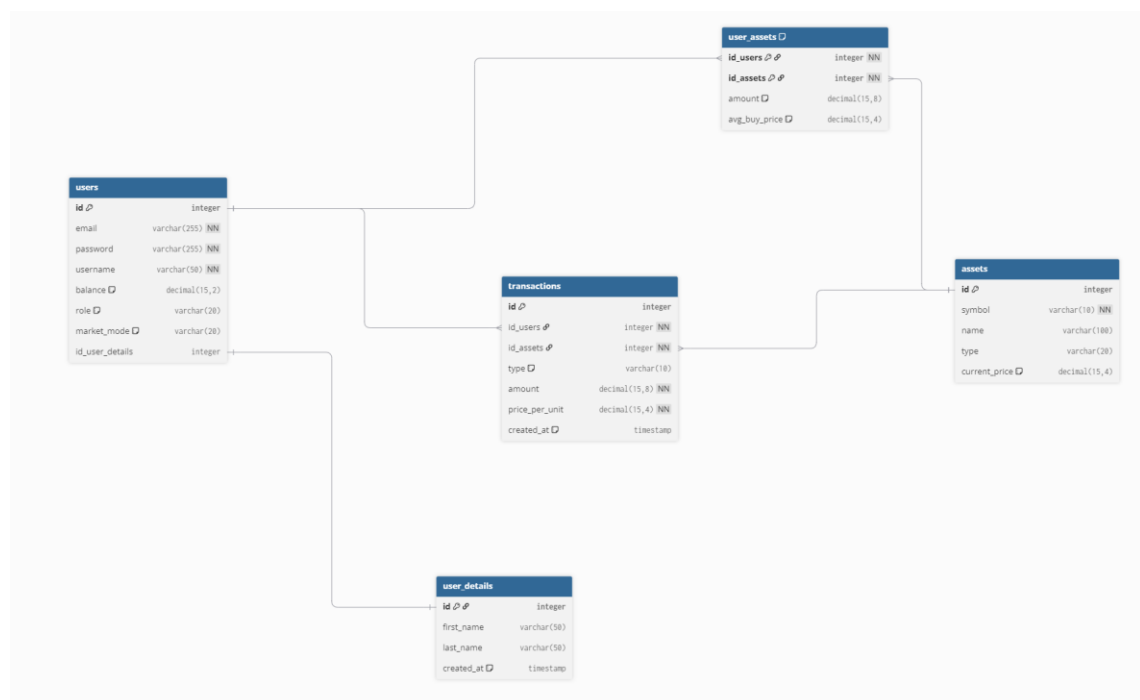 user_assets
id_users integer NN
id_assets integer NN
amount decimal(15,8)
avg_buy_price decimal(15,4)
users
id integer
email varchar(255) NN
password varchar(255) NN
username varchar(50) NN
balance decimal(15,2)
role varchar(20)
market_mode varchar(20)
id_user_details integer
transactions
id integer
id_users integer NN
id_assets integer NN
type varchar(10)
amount decimal(15,8) NN
price_per_unit decimal(15,4) NN
created_at timestamp
assets
id integer
symbol varchar(10) NN
name varchar(100)
type varchar(20)
current_price decimal(15,4)
user_details
id integer
first_name varchar(50)
last_name varchar(50)
created_at timestamp